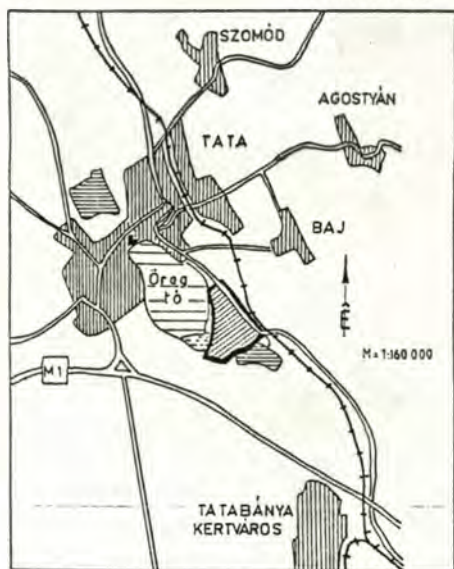 SZOMÓD
AGOSTYÁN
TATA
BAJ
Öreg
tó
É
M=1:160 000
M1
TATABÁNYA
KERTVÁROS